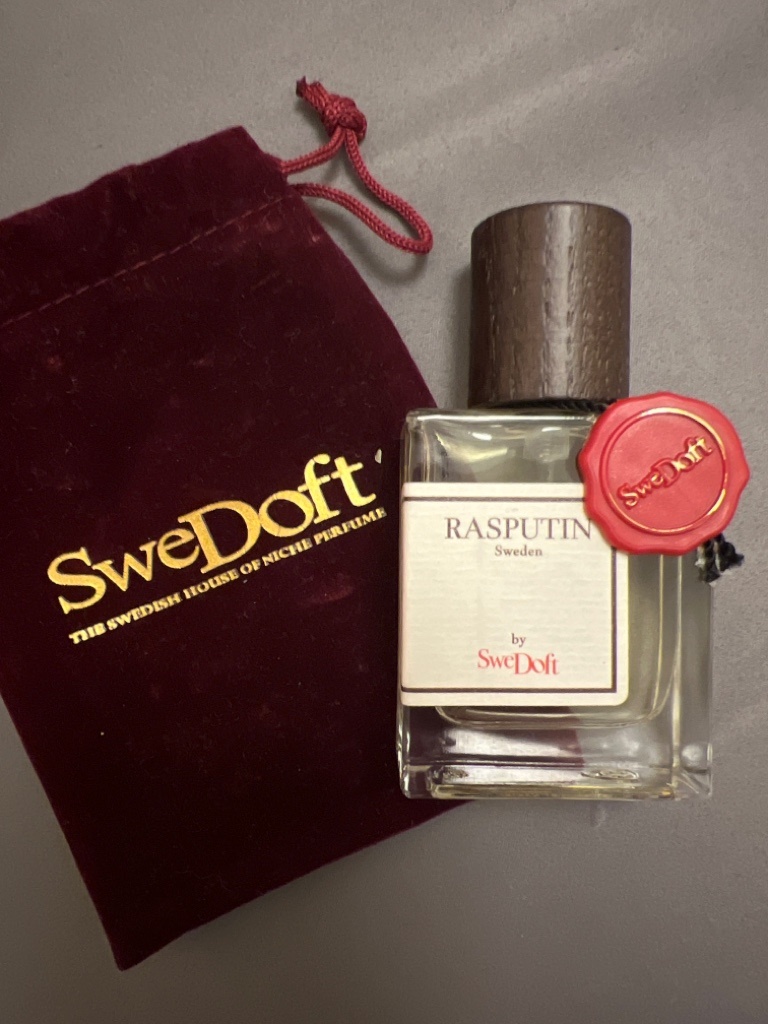 SweDoft
THE SWEDISH HOUSE OF NICHE PERFUME
RASPUTIN
Sweden
by
SweDoft
SweDoft